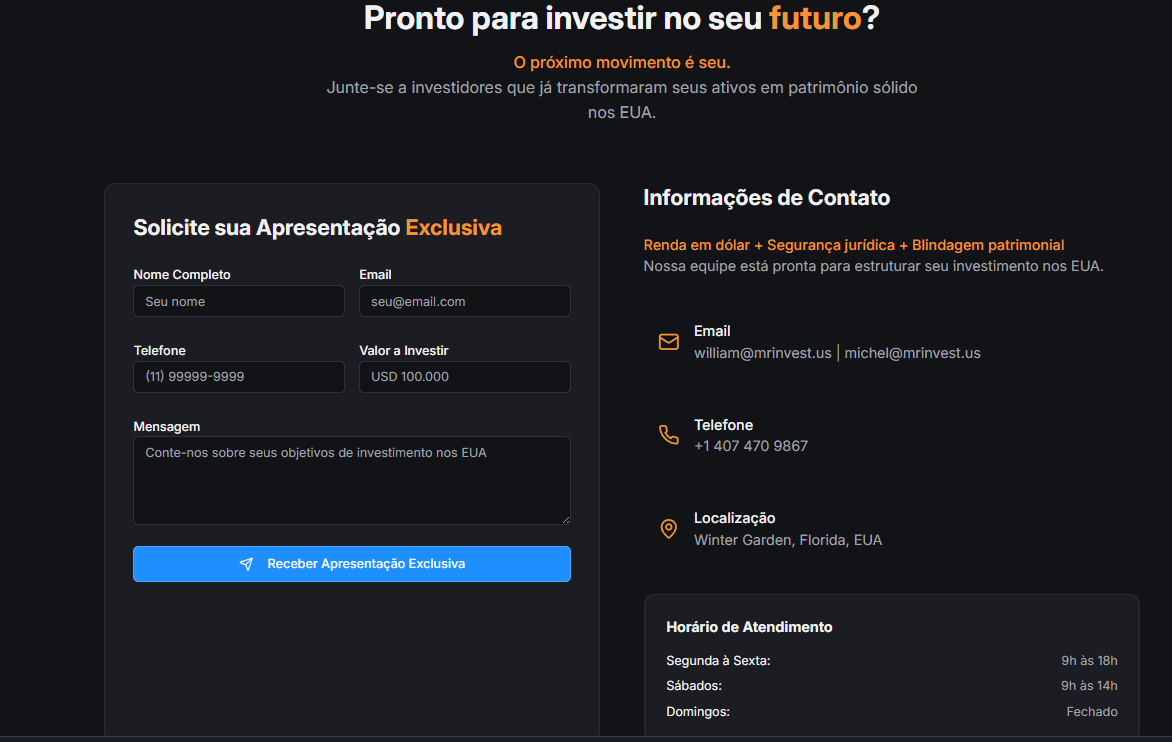 Pronto para investir no seu futuro?
O próximo movimento é seu.
Junte-se a investidores que já transformaram seus ativos em patrimônio sólido
nos EUA.
Solicite sua Apresentação Exclusiva
Nome Completo
Email
Seu nome
seu@email.com
Telefone
Valor a Investir
(11) 99999-9999
USD 100.000
Mensagem
Conte-nos sobre seus objetivos de investimento nos EUA
Receber Apresentação Exclusiva
Informações de Contato
Renda em dólar + Segurança jurídica + Blindagem patrimonial
Nossa equipe está pronta para estruturar seu investimento nos EUA.
Email
william@mrinvest.us | michel@mrinvest.us
Telefone
+1 407 470 9867
Localização
Winter Garden, Florida, EUA
Horário de Atendimento
Segunda à Sexta: 9h às 18h
Sábados: 9h às 14h
Domingos: Fechado